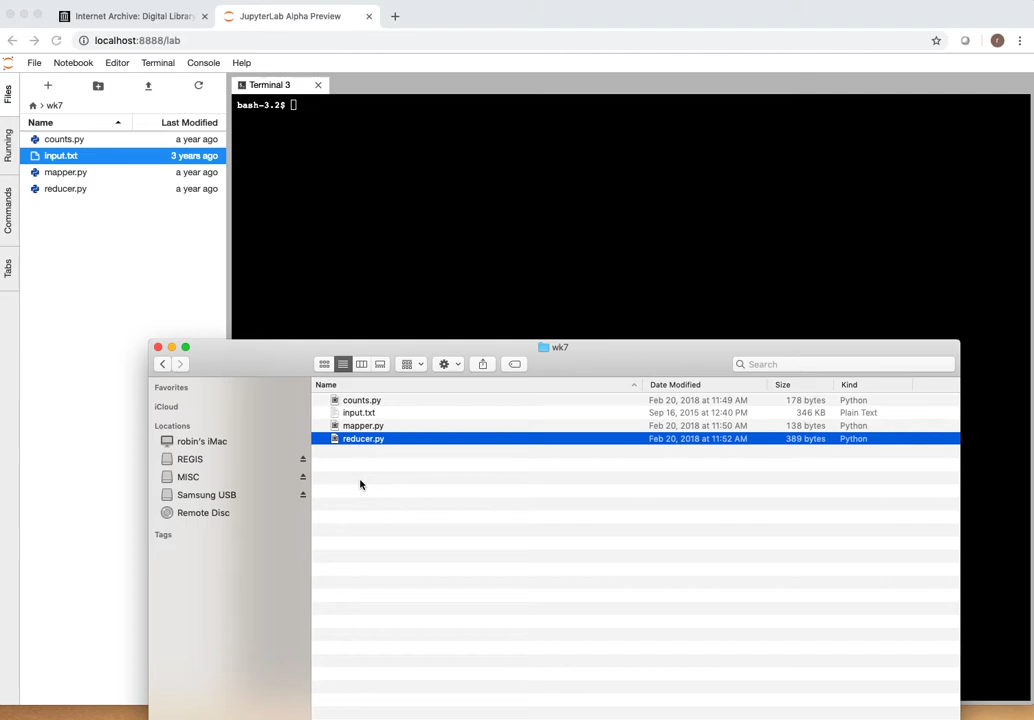 Internet Archive: Digital Library
JupyterLab Alpha Preview
localhost:8888/lab
r
File Notebook Editor Terminal Console Help
Files
Running
Commands
Tabs
> wk7
Name Last Modified
counts.py a year ago
input.txt 3 years ago
mapper.py a year ago
reducer.py a year ago
Terminal 3
bash-3.2$
wk7
Search
Favorites
iCloud
Locations
robin's iMac
REGIS
MISC
Samsung USB
Remote Disc
Tags
Name Date Modified Size Kind
counts.py Feb 20, 2018 at 11:49 AM 178 bytes Python
input.txt Sep 16, 2015 at 12:40 PM 346 KB Plain Text
mapper.py Feb 20, 2018 at 11:50 AM 138 bytes Python
reducer.py Feb 20, 2018 at 11:52 AM 389 bytes Python